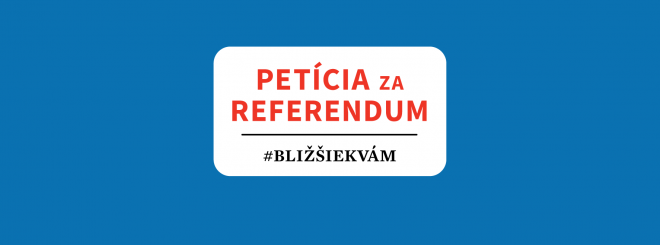 PETÍCIA ZA
REFERENDUM
#BLIŽŠIEKVÁM